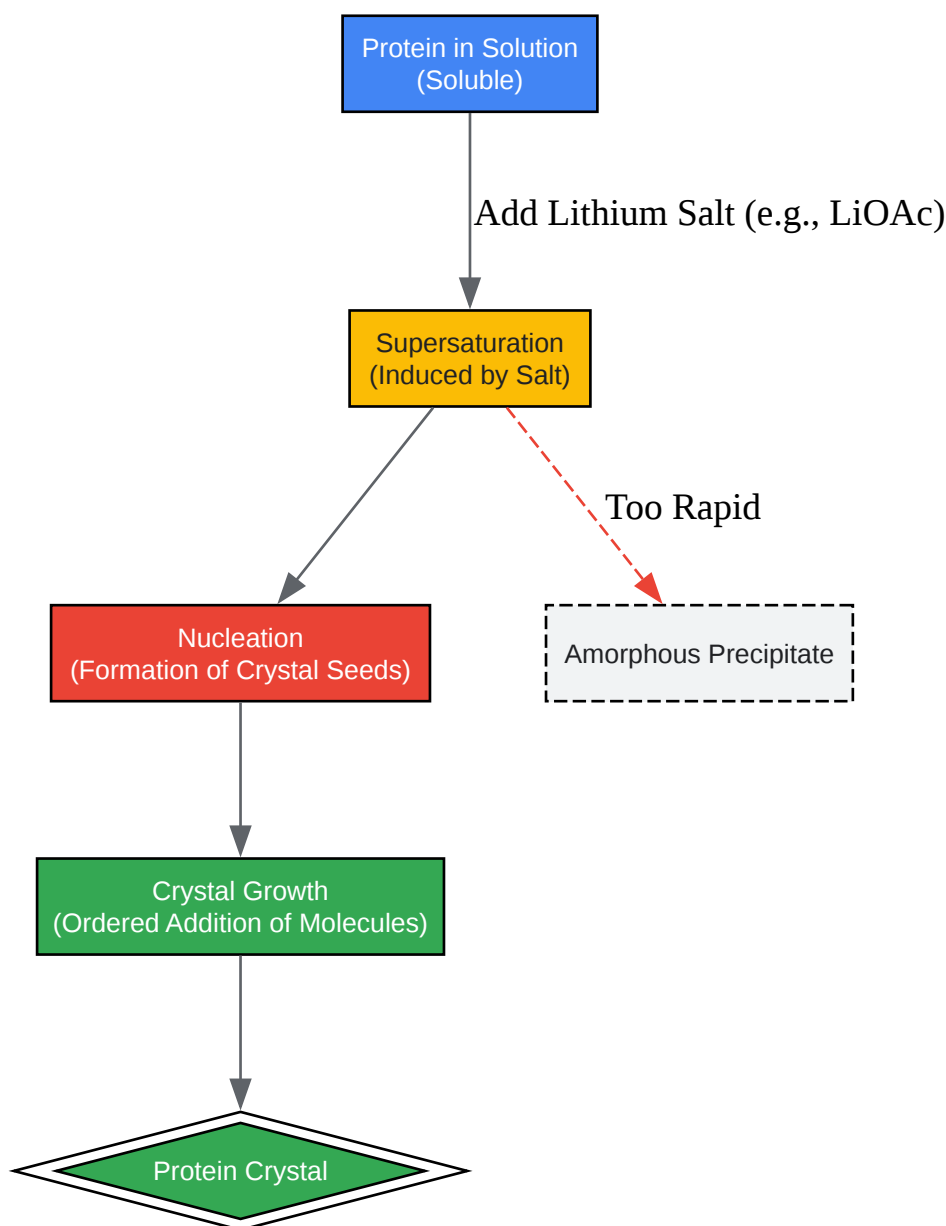 Protein in Solution
(Soluble)
Add Lithium Salt (e.g., LiOAc)
Supersaturation
(Induced by Salt)
Too Rapid
Nucleation
(Formation of Crystal Seeds)
Amorphous Precipitate
Crystal Growth
(Ordered Addition of Molecules)
Protein Crystal